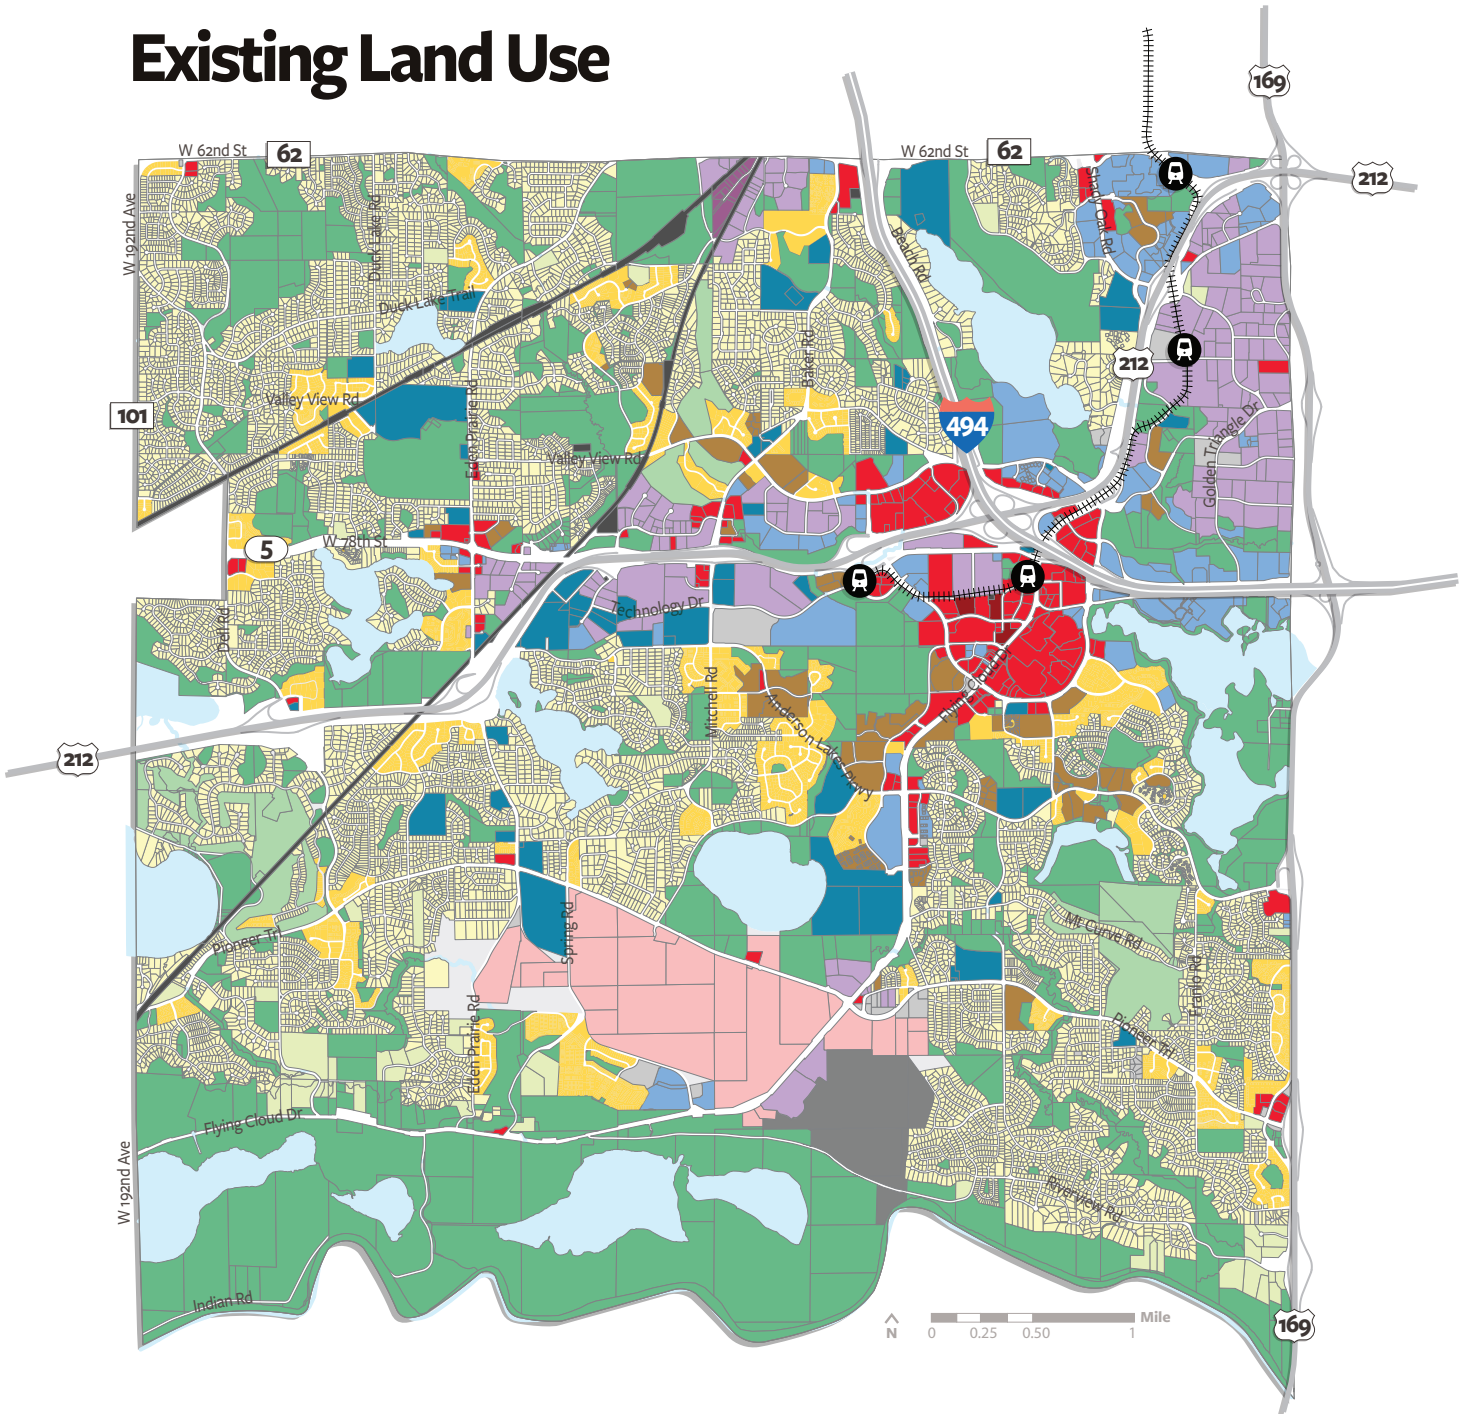 Existing Land Use
169
W 62nd St
62
W 62nd St
62
212
W 192nd Ave
Duck Lake Rd
Shady Oak Rd
Beach Rd
Duck Lake Trail
Baker Rd
212
Valley View Rd
Eden Prairie Rd
101
494
Golden Triangle Dr
Valley View Rd
5
W 78th St
Technology Dr
Dell Rd
Flying Cloud Dr
Mitchell Rd
Anderson Lakes Pkwy
212
Spring Rd
Mt Curve Rd
Pioneer Trl
Franlo Rd
Eden Prairie Rd
Pioneer Trl
Flying Cloud Dr
W 192nd Ave
Riverview Rd
Indian Rd
N
0 0.25 0.50 1 Mile
169